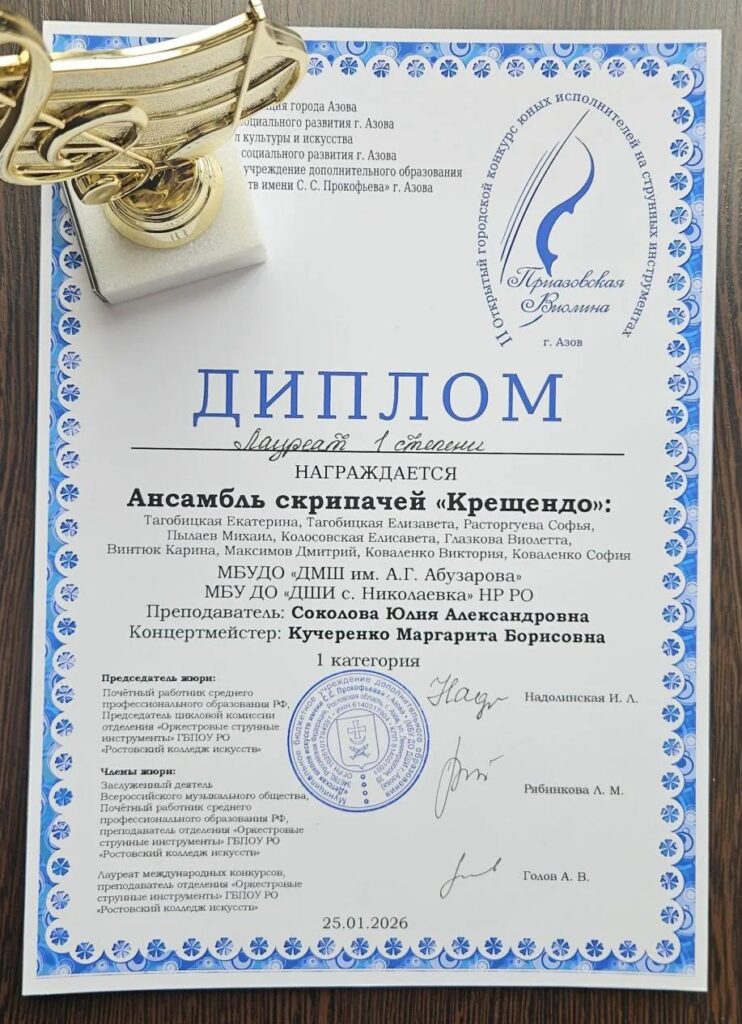 города Азова
социального развития г. Азова
культуры и искусства
социального развития г. Азова
учреждение дополнительного образования
имени С. С. Прокофьева» г. Азова
II Открытый городской конкурс юных исполнителей на струнных инструментах
Приазовская
Виолина
г. Азов
ДИПЛОМ
Лауреат 1 степени
НАГРАЖДАЕТСЯ
Ансамбль скрипачей «Крещендо»:
Тагобицкая Екатерина, Тагобицкая Елизавета, Расторгуева Софья,
Пылаев Михаил, Колосовская Елисавета, Глазкова Виолетта,
Винтюк Карина, Максимов Дмитрий, Коваленко Виктория, Коваленко София
МБУДО «ДМШ им. А.Г. Абузарова»
МБУ ДО «ДШИ с. Николаевка» НР РО
Преподаватель: Соколова Юлия Александровна
Концертмейстер: Кучеренко Маргарита Борисовна
1 категория
Председатель жюри:
Почётный работник среднего
профессионального образования РФ,
Председатель цикловой комиссии
отделения «Оркестровые струнные
инструменты» ГБПОУ РО
«Ростовский колледж искусств»
Надолинская И. Л.
Члены жюри:
Заслуженный деятель
Всероссийского музыкального общества,
Почётный работник среднего
профессионального образования РФ,
преподаватель отделения «Оркестровые
струнные инструменты» ГБПОУ РО
«Ростовский колледж искусств»
Рябинкова Л. М.
Лауреат международных конкурсов,
преподаватель отделения «Оркестровые
струнные инструменты» ГБПОУ РО
«Ростовский колледж искусств»
Голов А. В.
25.01.2026